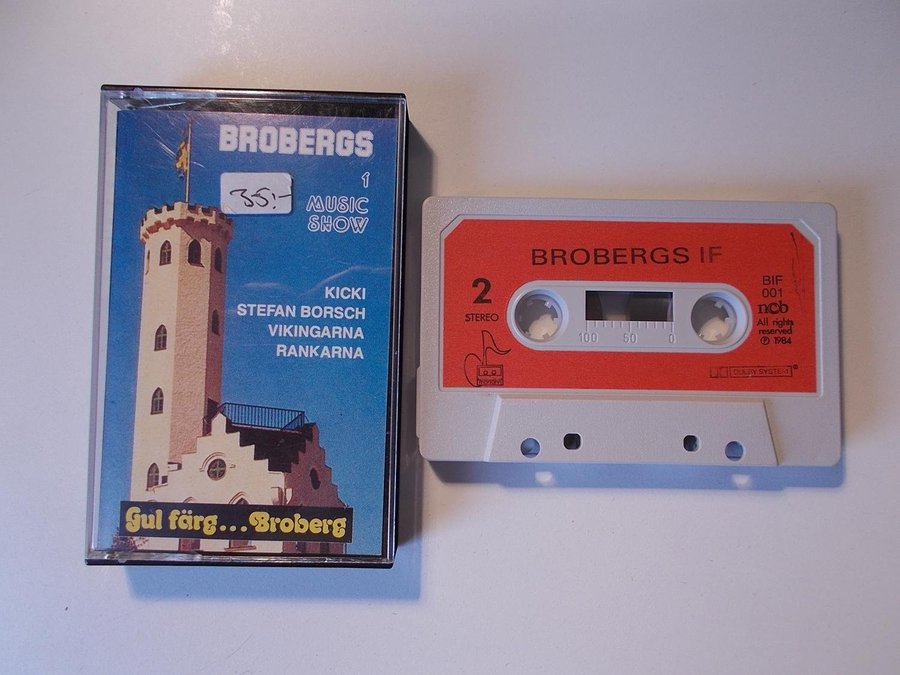 BROBERGS
1
35:-
MUSIC
SHOW
KICKI
STEFAN BORSCH
VIKINGARNA
RANKARNA
Gul färg...Broberg
BROBERGS IF
2
STEREO
BIF
001
ncb
All rights
reserved
℗ 1984
100 50 0
DOLBY SYSTEM®